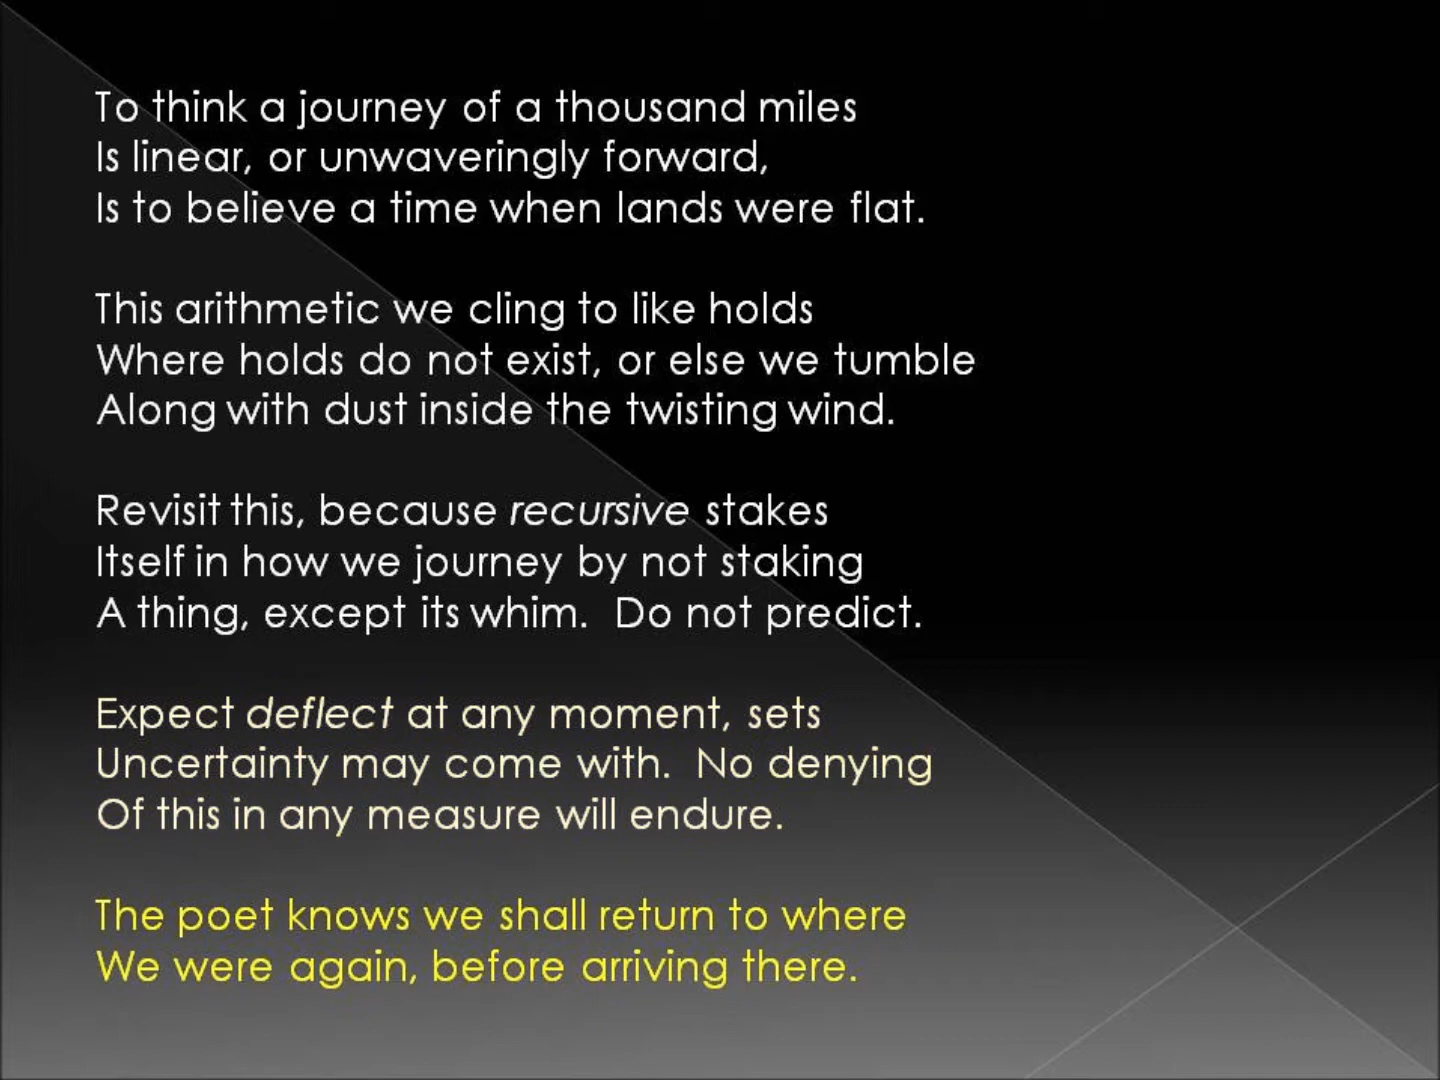 To think a journey of a thousand miles
Is linear, or unwaveringly forward,
Is to believe a time when lands were flat.
This arithmetic we cling to like holds
Where holds do not exist, or else we tumble
Along with dust inside the twisting wind.
Revisit this, because recursive stakes
Itself in how we journey by not staking
A thing, except its whim.  Do not predict.
Expect deflect at any moment, sets
Uncertainty may come with.  No denying
Of this in any measure will endure.
The poet knows we shall return to where
We were again, before arriving there.